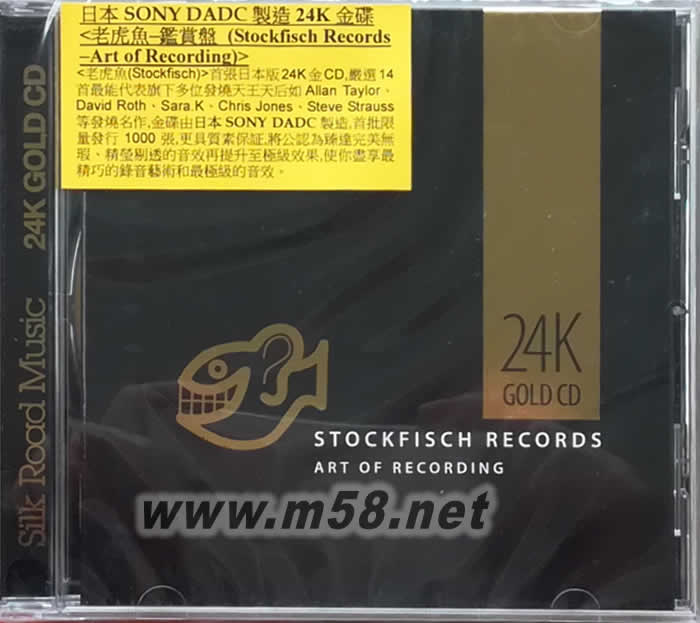 日本 SONY DADC 製造 24K 金碟
<老虎魚–鑑賞盤 (Stockfisch Records
–Art of Recording)>
<老虎魚(Stockfisch)>首張日本版24K金CD,嚴選14
首最能代表旗下多位發燒天王天后如 Allan Taylor、
David Roth、Sara.K、Chris Jones、Steve Strauss
等發燒名作,金碟由日本 SONY DADC 製造,首批限
量發行 1000 張,更具質素保証,將公認為臻達完美無
瑕、精瑩剔透的音效再提升至極級效果,使你盡享最
精巧的錄音藝術和最極級的音效。
Silk Road Music 24K GOLD CD
24K
GOLD CD
STOCKFISCH RECORDS
ART OF RECORDING
www.m58.net